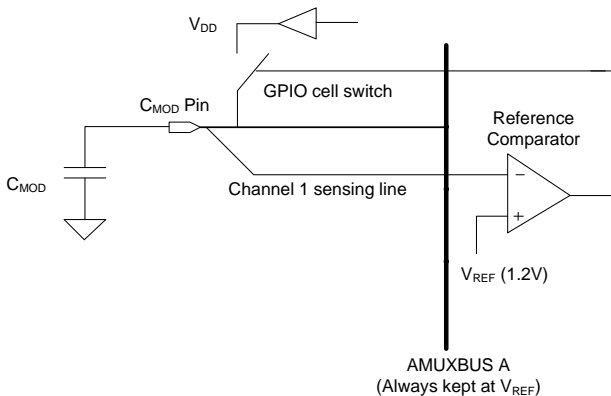 VDD
GPIO cell switch
CMOD Pin
Reference
Comparator
CMOD
Channel 1 sensing line
−
+
VREF (1.2V)
AMUXBUS A
(Always kept at VREF)